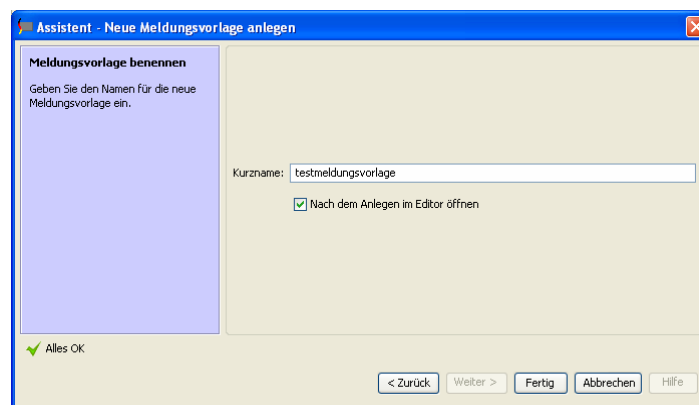 Assistent - Neue Meldungsvorlage anlegen
Meldungsvorlage benennen
Geben Sie den Namen für die neue
Meldungsvorlage ein.
Kurzname: testmeldungsvorlage
Nach dem Anlegen im Editor öffnen
Alles OK
< Zurück Weiter > Fertig Abbrechen Hilfe